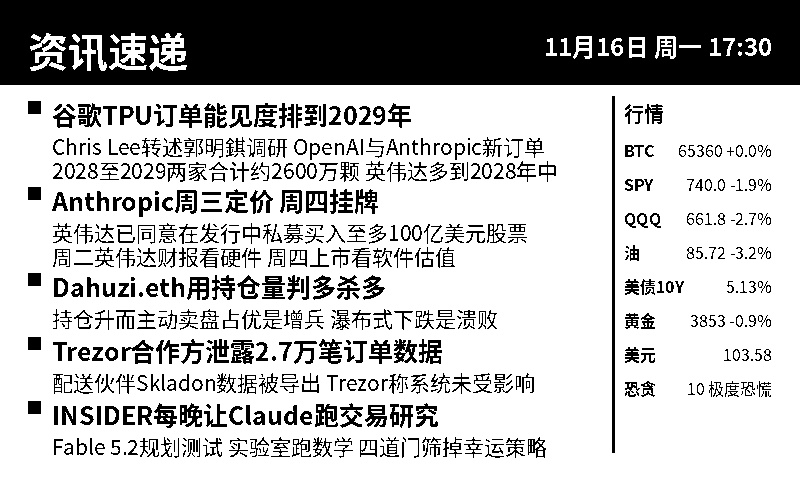 资讯速递
11月16日 周一 17:30
谷歌TPU订单能见度排到2029年
Chris Lee转述郭明錤调研 OpenAI与Anthropic新订单
2028至2029两家合计约2600万颗 英伟达多到2028年中
Anthropic周三定价 周四挂牌
英伟达已同意在发行中私募买入至多100亿美元股票
周二英伟达财报看硬件 周四上市看软件估值
Dahuzi.eth用持仓量判多杀多
持仓升而主动卖盘占优是增兵 瀑布式下跌是溃败
Trezor合作方泄露2.7万笔订单数据
配送伙伴Skladon数据被导出 Trezor称系统未受影响
INSIDER每晚让Claude跑交易研究
Fable 5.2规划测试 实验室跑数学 四道门筛掉幸运策略
行情
BTC 65360 +0.0%
SPY 740.0 -1.9%
QQQ 661.8 -2.7%
油 85.72 -3.2%
美债10Y 5.13%
黄金 3853 -0.9%
美元 103.58
恐贪 10 极度恐慌